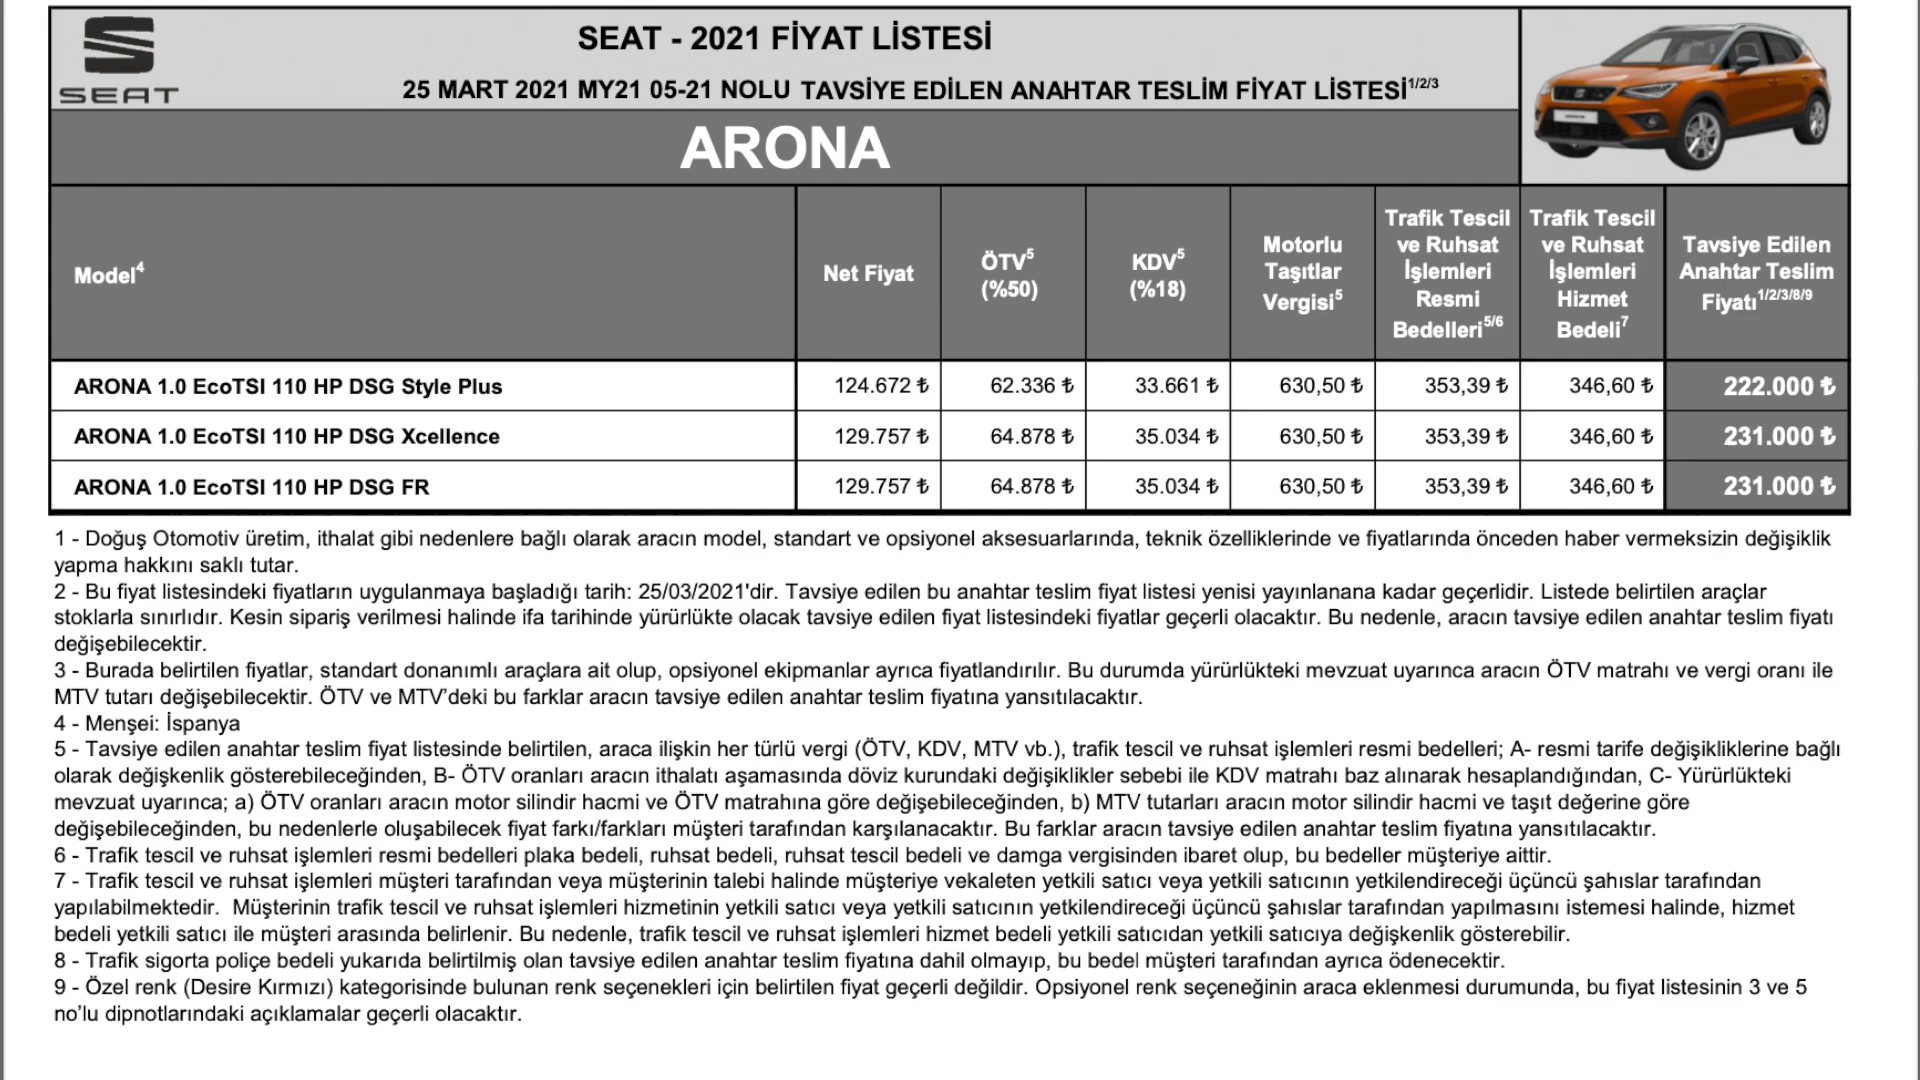 SEAT
SEAT - 2021 FİYAT LİSTESİ
25 MART 2021 MY21 05-21 NOLU TAVSİYE EDİLEN ANAHTAR TESLİM FİYAT LİSTESİ1/2/3
ARONA
Model4 Net Fiyat ÖTV5 (%50) KDV5 (%18) Motorlu Taşıtlar Vergisi5 Trafik Tescil ve Ruhsat İşlemleri Resmi Bedelleri5/6 Trafik Tescil ve Ruhsat İşlemleri Hizmet Bedeli7 Tavsiye Edilen Anahtar Teslim Fiyatı1/2/3/8/9
ARONA 1.0 EcoTSI 110 HP DSG Style Plus 124.672 ₺ 62.336 ₺ 33.661 ₺ 630,50 ₺ 353,39 ₺ 346,60 ₺ 222.000 ₺
ARONA 1.0 EcoTSI 110 HP DSG Xcellence 129.757 ₺ 64.878 ₺ 35.034 ₺ 630,50 ₺ 353,39 ₺ 346,60 ₺ 231.000 ₺
ARONA 1.0 EcoTSI 110 HP DSG FR 129.757 ₺ 64.878 ₺ 35.034 ₺ 630,50 ₺ 353,39 ₺ 346,60 ₺ 231.000 ₺
1 - Doğuş Otomotiv üretim, ithalat gibi nedenlere bağlı olarak aracın model, standart ve opsiyonel aksesuarlarında, teknik özelliklerinde ve fiyatlarında önceden haber vermeksizin değişiklik
yapma hakkını saklı tutar.
2 - Bu fiyat listesindeki fiyatların uygulanmaya başladığı tarih: 25/03/2021'dir. Tavsiye edilen bu anahtar teslim fiyat listesi yenisi yayınlanana kadar geçerlidir. Listede belirtilen araçlar
stoklarla sınırlıdır. Kesin sipariş verilmesi halinde ifa tarihinde yürürlükte olacak tavsiye edilen fiyat listesindeki fiyatlar geçerli olacaktır. Bu nedenle, aracın tavsiye edilen anahtar teslim fiyatı
değişebilecektir.
3 - Burada belirtilen fiyatlar, standart donanımlı araçlara ait olup, opsiyonel ekipmanlar ayrıca fiyatlandırılır. Bu durumda yürürlükteki mevzuat uyarınca aracın ÖTV matrahı ve vergi oranı ile
MTV tutarı değişebilecektir. ÖTV ve MTV'deki bu farklar aracın tavsiye edilen anahtar teslim fiyatına yansıtılacaktır.
4 - Menşei: İspanya
5 - Tavsiye edilen anahtar teslim fiyat listesinde belirtilen, araca ilişkin her türlü vergi (ÖTV, KDV, MTV vb.), trafik tescil ve ruhsat işlemleri resmi bedelleri; A- resmi tarife değişikliklerine bağlı
olarak değişkenlik gösterebileceğinden, B- ÖTV oranları aracın ithalatı aşamasında döviz kurundaki değişiklikler sebebi ile KDV matrahı baz alınarak hesaplandığından, C- Yürürlükteki
mevzuat uyarınca; a) ÖTV oranları aracın motor silindir hacmi ve ÖTV matrahına göre değişebileceğinden, b) MTV tutarları aracın motor silindir hacmi ve taşıt değerine göre
değişebileceğinden, bu nedenlerle oluşabilecek fiyat farkı/farkları müşteri tarafından karşılanacaktır. Bu farklar aracın tavsiye edilen anahtar teslim fiyatına yansıtılacaktır.
6 - Trafik tescil ve ruhsat işlemleri resmi bedelleri plaka bedeli, ruhsat bedeli, ruhsat tescil bedeli ve damga vergisinden ibaret olup, bu bedeller müşteriye aittir.
7 - Trafik tescil ve ruhsat işlemleri müşteri tarafından veya müşterinin talebi halinde müşteriye vekaleten yetkili satıcı veya yetkili satıcının yetkilendireceği üçüncü şahıslar tarafından
yapılabilmektedir.  Müşterinin trafik tescil ve ruhsat işlemleri hizmetinin yetkili satıcı veya yetkili satıcının yetkilendireceği üçüncü şahıslar tarafından yapılmasını istemesi halinde, hizmet
bedeli yetkili satıcı ile müşteri arasında belirlenir. Bu nedenle, trafik tescil ve ruhsat işlemleri hizmet bedeli yetkili satıcıdan yetkili satıcıya değişkenlik gösterebilir.
8 - Trafik sigorta poliçe bedeli yukarıda belirtilmiş olan tavsiye edilen anahtar teslim fiyatına dahil olmayıp, bu bedel müşteri tarafından ayrıca ödenecektir.
9 - Özel renk (Desire Kırmızı) kategorisinde bulunan renk seçenekleri için belirtilen fiyat geçerli değildir. Opsiyonel renk seçeneğinin araca eklenmesi durumunda, bu fiyat listesinin 3 ve 5
no'lu dipnotlarındaki açıklamalar geçerli olacaktır.